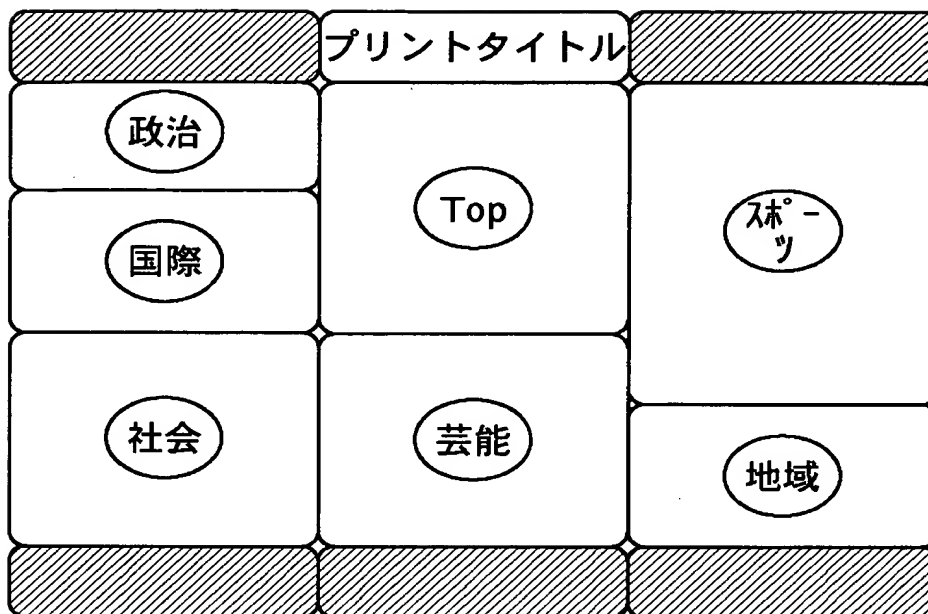 プリントタイトル
政治
国際
社会
Top
芸能
スポー
ツ
地域